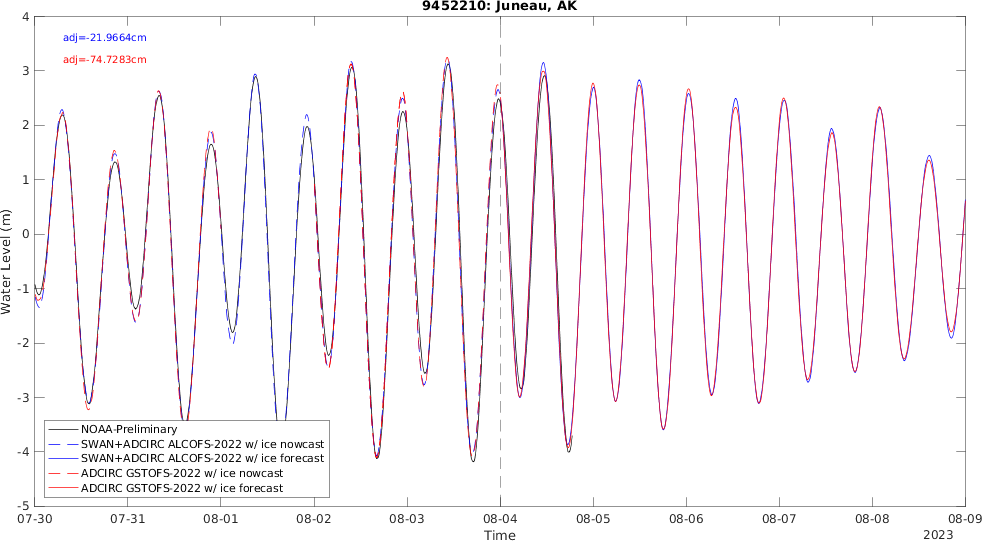 9452210: Juneau, AK
adj=-21.9664cm
adj=-74.7283cm
Water Level (m)
4
3
2
1
0
-1
-2
-3
-4
-5
NOAA-Preliminary
SWAN+ADCIRC ALCOFS-2022 w/ ice nowcast
SWAN+ADCIRC ALCOFS-2022 w/ ice forecast
ADCIRC GSTOFS-2022 w/ ice nowcast
ADCIRC GSTOFS-2022 w/ ice forecast
07-30 07-31 08-01 08-02 08-03 08-04 08-05 08-06 08-07 08-08 08-09
Time
2023